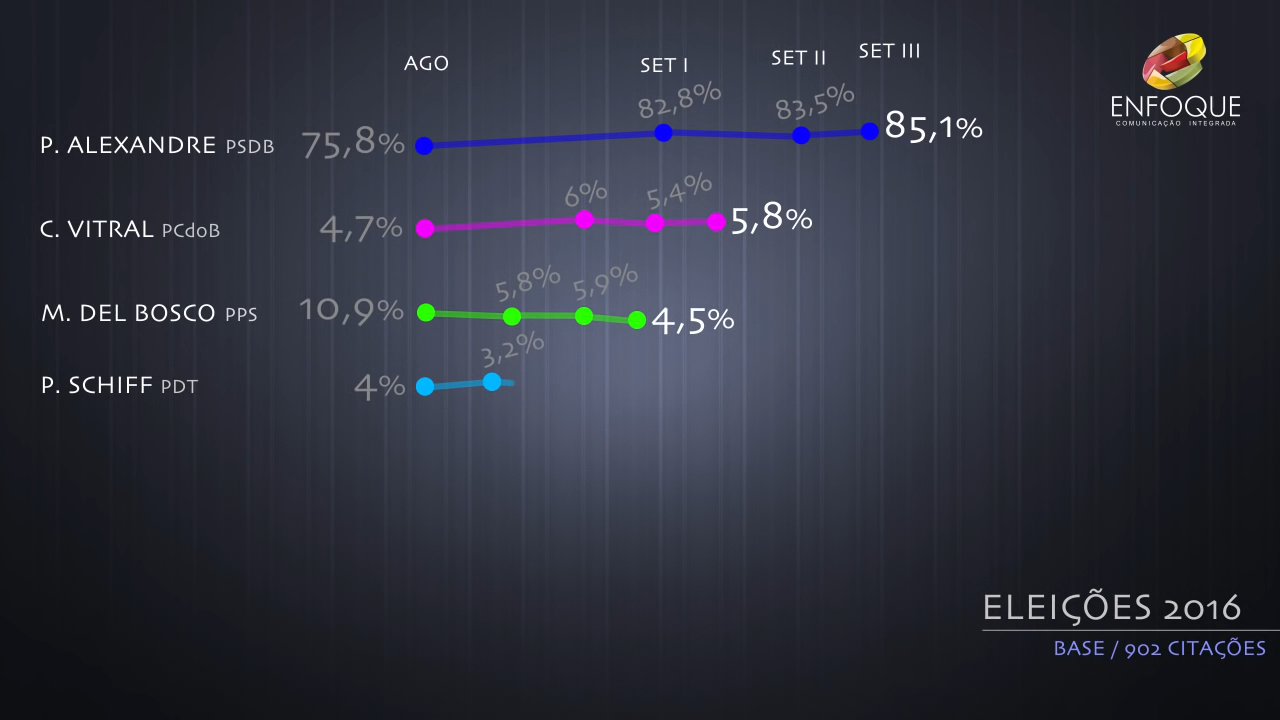 AGO SET I SET II SET III
ENFOQUE
COMUNICAÇÃO INTEGRADA
P. ALEXANDRE PSDB 75,8% 82,8% 83,5% 85,1%
C. VITRAL PCdoB 4,7% 6% 5,4% 5,8%
M. DEL BOSCO PPS 10,9% 5,8% 5,9% 4,5%
P. SCHIFF PDT 4% 3,2%
ELEIÇÕES 2016
BASE / 902 CITAÇÕES